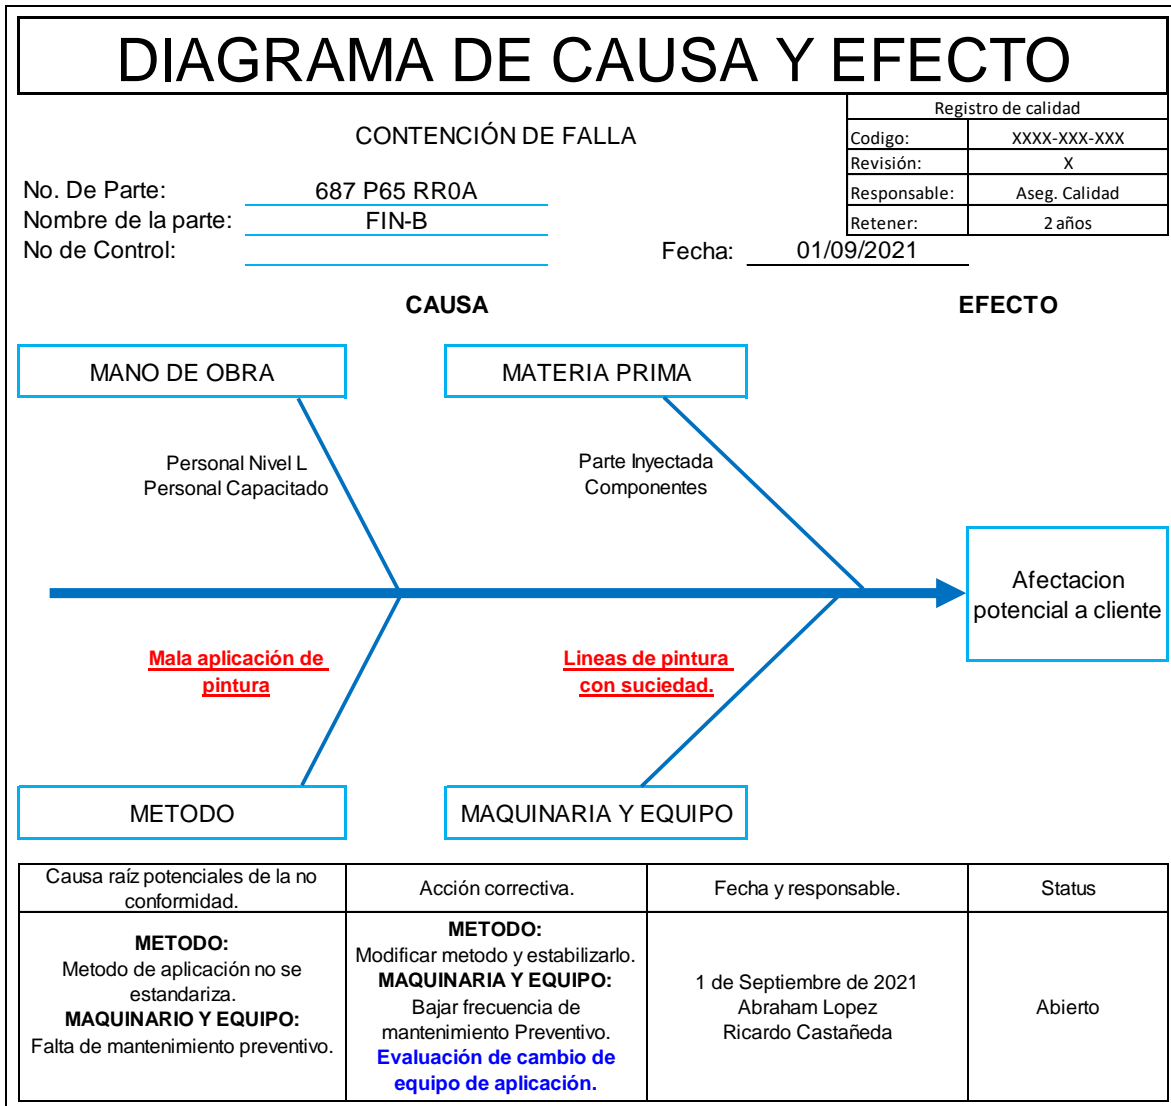 DIAGRAMA DE CAUSA Y EFECTO
Registro de calidad
CONTENCIÓN DE FALLA
Codigo: XXXX-XXX-XXX
Revisión: X
Responsable: Aseg. Calidad
Retener: 2 años
No. De Parte: 687 P65 RR0A
Nombre de la parte: FIN-B
No de Control:
Fecha: 01/09/2021
CAUSA
EFECTO
MANO DE OBRA
MATERIA PRIMA
Personal Nivel L
Personal Capacitado
Parte Inyectada
Componentes
Afectacion
potencial a cliente
Mala aplicación de
pintura
Lineas de pintura
con suciedad.
METODO
MAQUINARIA Y EQUIPO
Causa raíz potenciales de la no
conformidad.
Acción correctiva.
Fecha y responsable.
Status
METODO:
Metodo de aplicación no se
estandariza.
MAQUINARIO Y EQUIPO:
Falta de mantenimiento preventivo.
METODO:
Modificar metodo y estabilizarlo.
MAQUINARIA Y EQUIPO:
Bajar frecuencia de
mantenimiento Preventivo.
Evaluación de cambio de
equipo de aplicación.
1 de Septiembre de 2021
Abraham Lopez
Ricardo Castañeda
Abierto